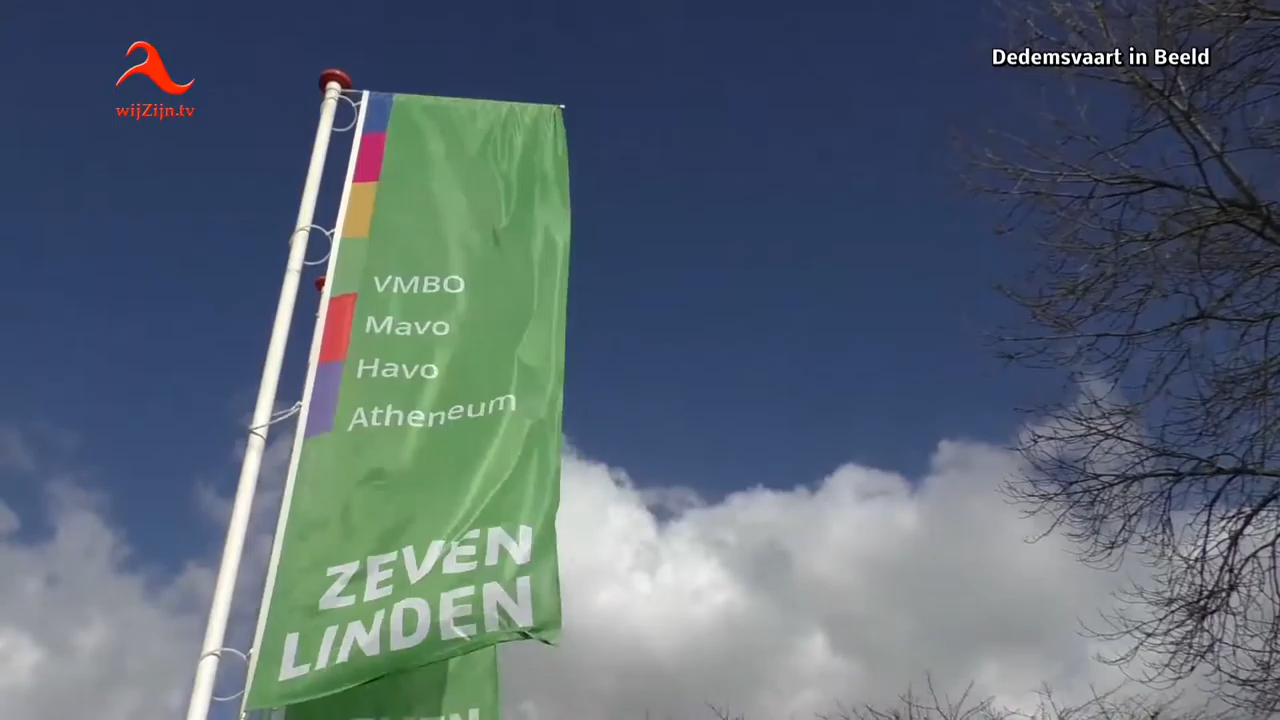 wijZijn.tv
Dedemsvaart in Beeld
VMBO
Mavo
Havo
Atheneum
ZEVEN
LINDEN